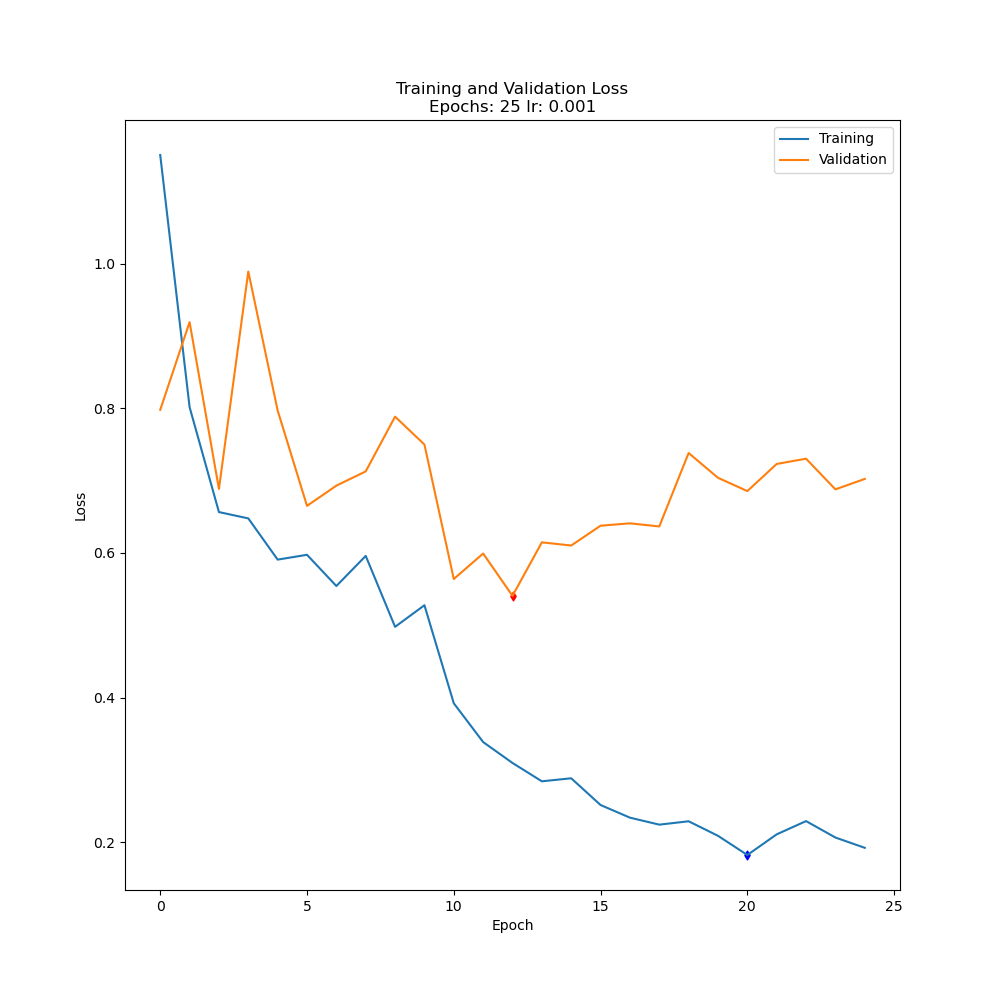 Training and Validation Loss
Epochs: 25 lr: 0.001
Training
Validation
1.0
0.8
0.6
0.4
0.2
Loss
0 5 10 15 20 25
Epoch